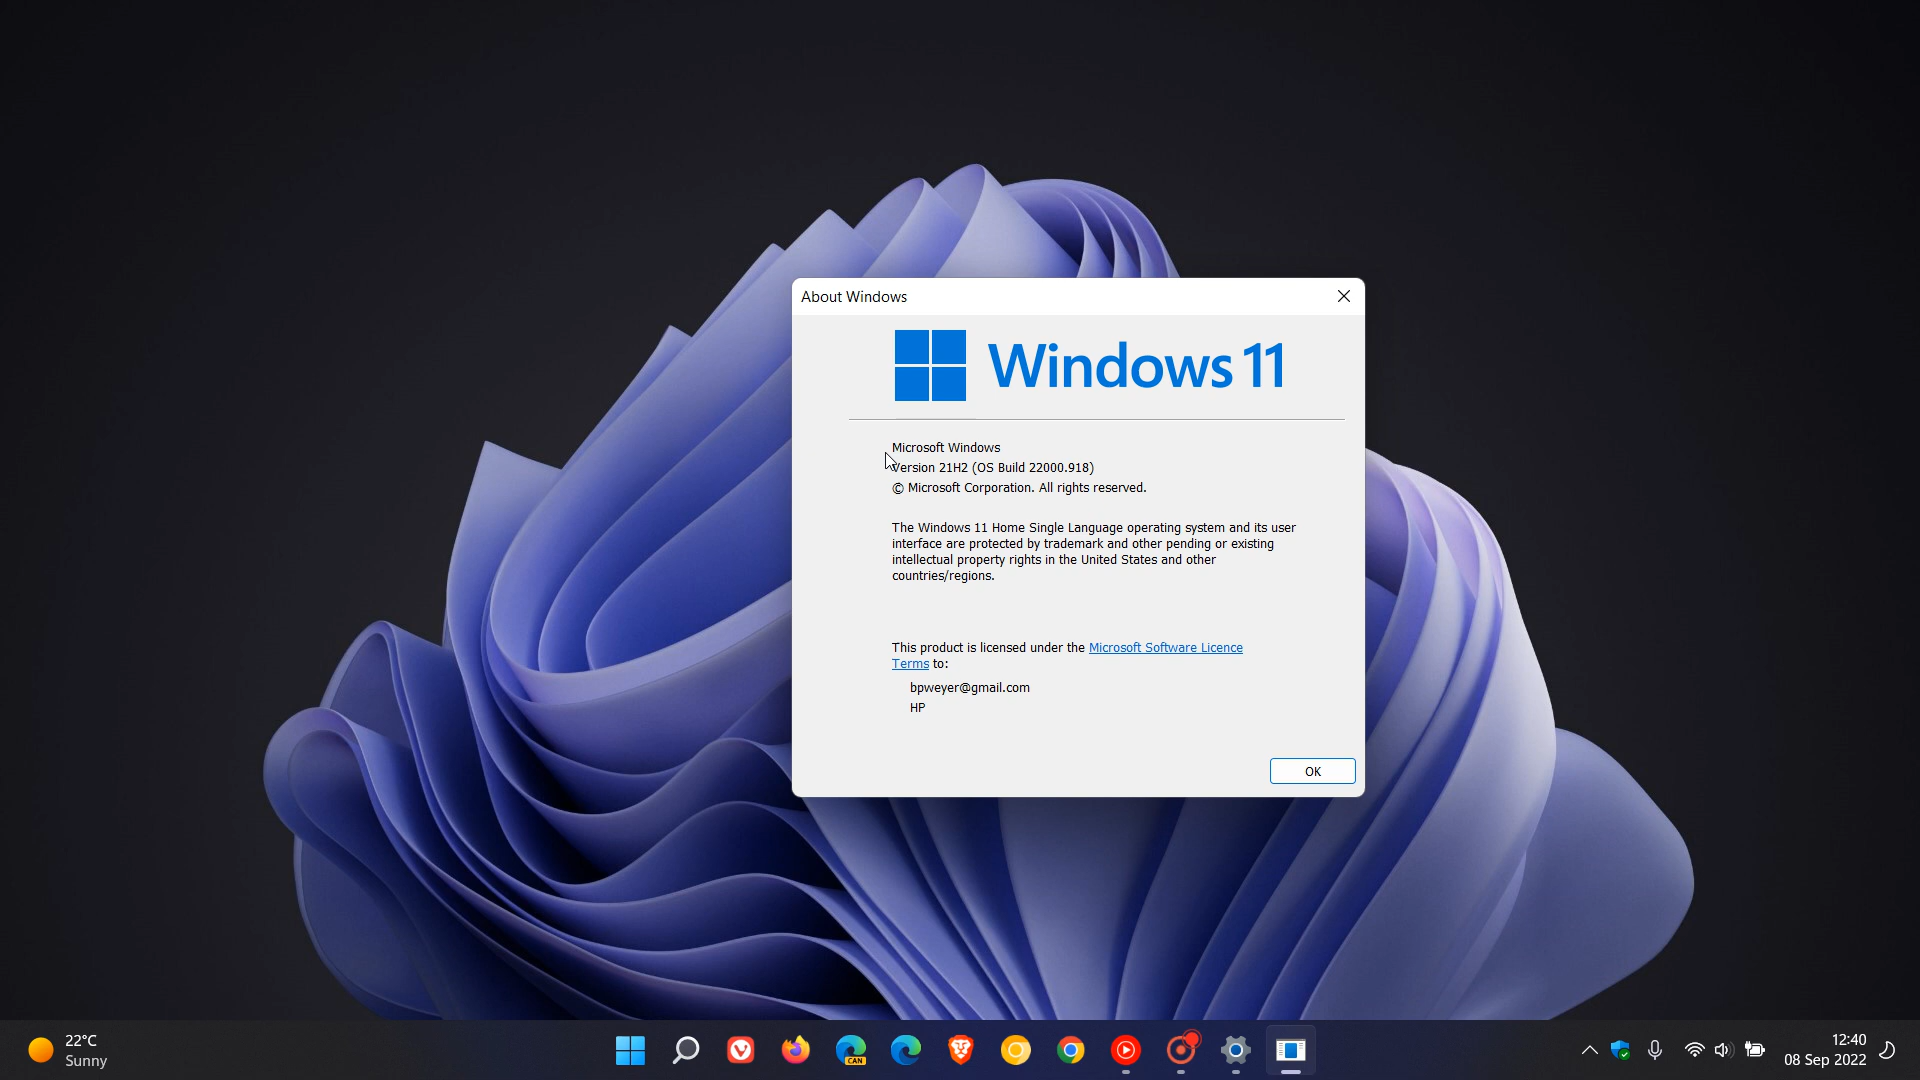 About Windows
Windows 11
Microsoft Windows
Version 21H2 (OS Build 22000.918)
© Microsoft Corporation. All rights reserved.
The Windows 11 Home Single Language operating system and its user
interface are protected by trademark and other pending or existing
intellectual property rights in the United States and other
countries/regions.
This product is licensed under the Microsoft Software Licence
Terms to:
bpweyer@gmail.com
HP
OK
22°C
Sunny
CAN
12:40
08 Sep 2022